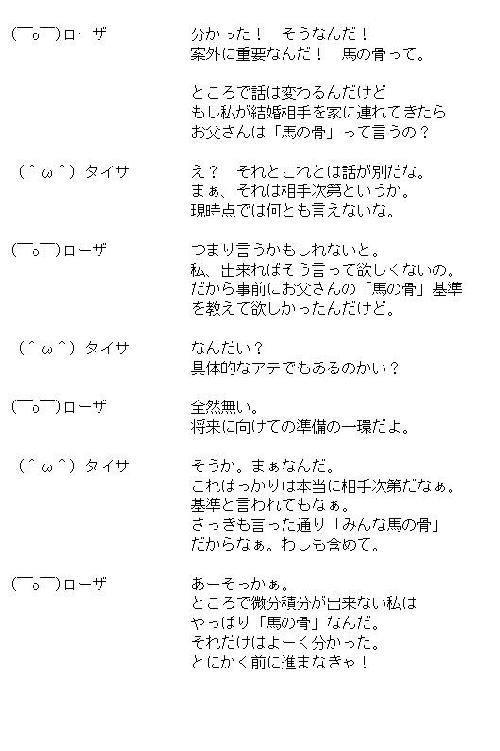 (￣o￣)ローザ 分かった！ そうなんだ！
案外に重要なんだ！ 馬の骨って。
ところで話は変わるんだけど
もし私が結婚相手を家に連れてきたら
お父さんは「馬の骨」って言うの？
（＾ω＾）タイサ え？ それとこれとは話が別だな。
まぁ、それは相手次第というか。
現時点では何とも言えないな。
(￣o￣)ローザ つまり言うかもしれないと。
私、出来ればそう言って欲しくないの。
だから事前にお父さんの「馬の骨」基準
を教えて欲しかったんだけど。
（＾ω＾）タイサ なんだい？
具体的なアテでもあるのかい？
(￣o￣)ローザ 全然無い。
将来に向けての準備の一環だよ。
（＾ω＾）タイサ そうか。まぁなんだ。
こればっかりは本当に相手次第だなぁ。
基準と言われてもなぁ。
さっきも言った通り「みんな馬の骨」
だからなぁ。わしも含めて。
(￣o￣)ローザ あーそっかぁ。
ところで微分積分が出来ない私は
やっぱり「馬の骨」なんだ。
それだけはよーく分かった。
とにかく前に進まなきゃ！